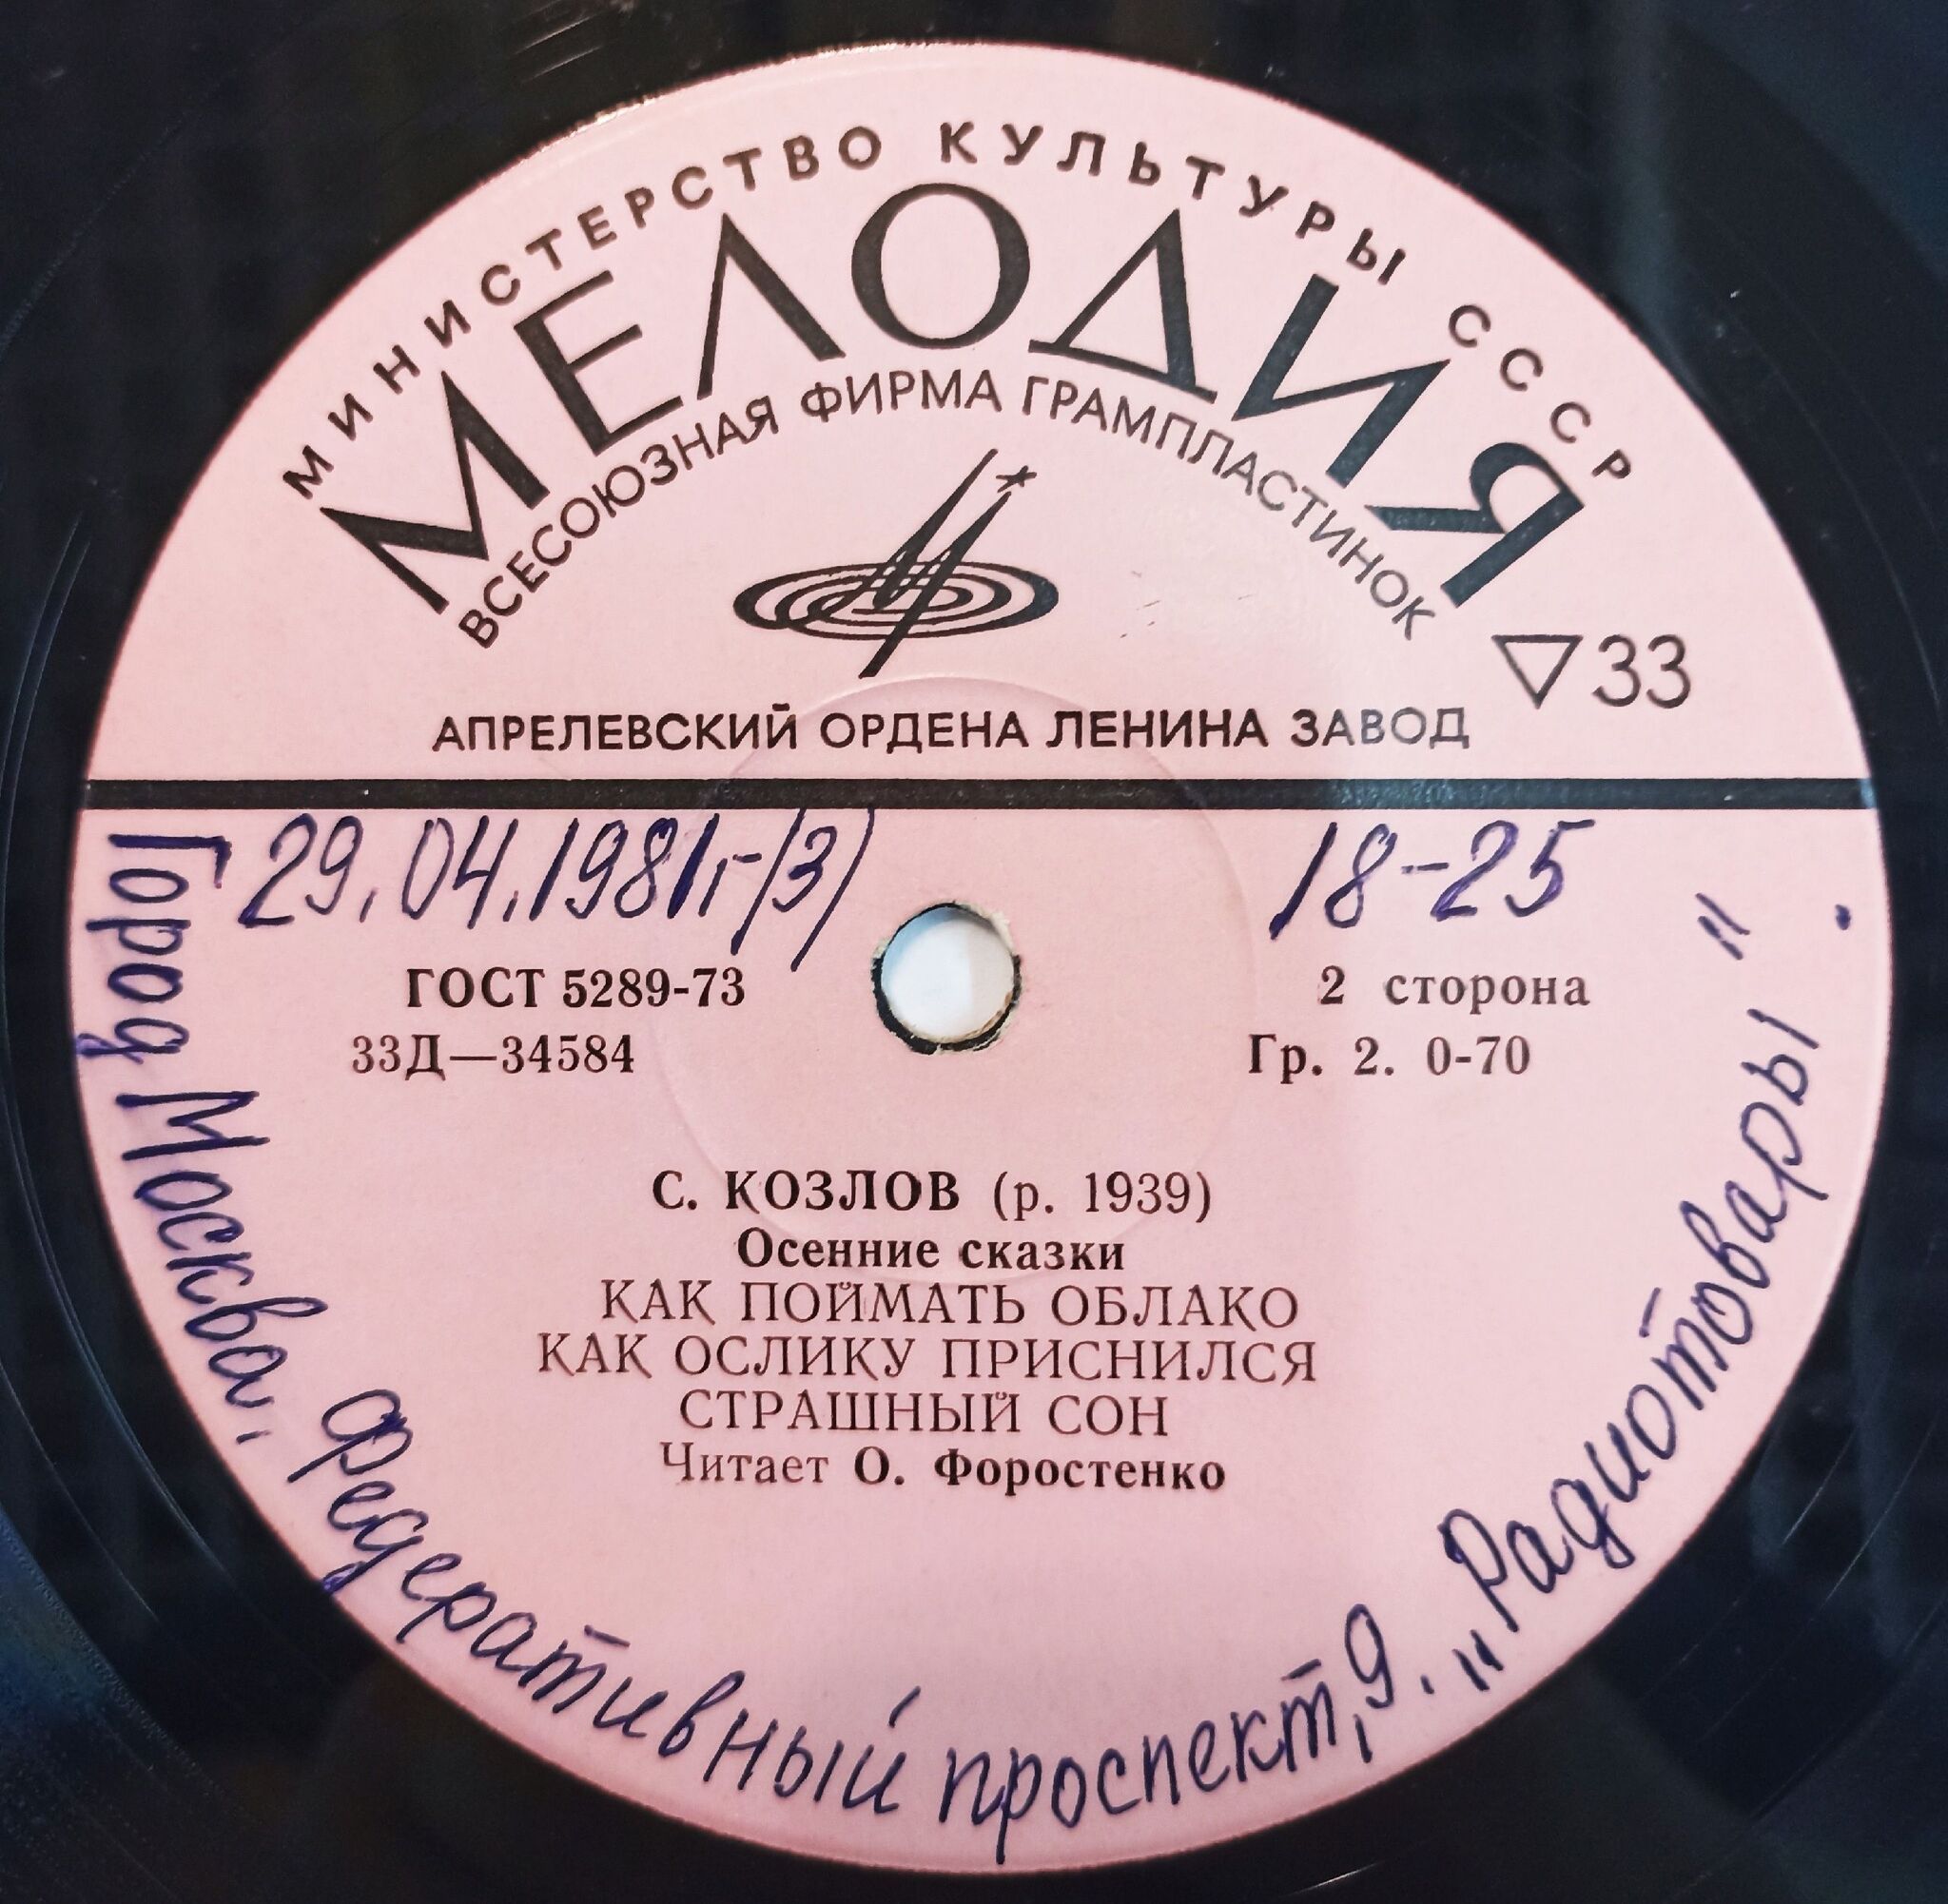 МИНИСТЕРСТВО КУЛЬТУРЫ СССР
МЕЛОДИЯ
ВСЕСОЮЗНАЯ ФИРМА ГРАМПЛАСТИНОК
▽33
АПРЕЛЕВСКИЙ ОРДЕНА ЛЕНИНА ЗАВОД
29.04.1981,-(3)
18-25
ГОСТ 5289-73
2 сторона
33Д—34584
Гр. 2. 0-70
С. КОЗЛОВ (р. 1939)
Осенние сказки
КАК ПОЙМАТЬ ОБЛАКО
КАК ОСЛИКУ ПРИСНИЛСЯ
СТРАШНЫЙ СОН
Читает О. Форостенко
Город Москва, Федеративный проспект, 9. „Радиотовары".